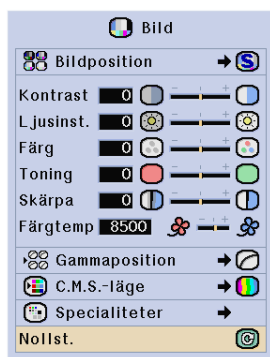 Bild
Bildposition S
Kontrast 0
Ljusinst. 0
Färg 0
Toning 0
Skärpa 0
Färgtemp 8500
Gammaposition
C.M.S.-läge
Specialiteter
Nollst.